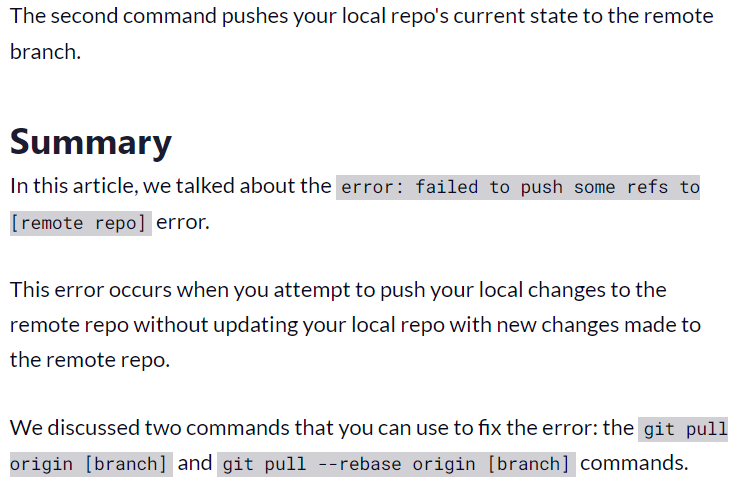 The second command pushes your local repo's current state to the remote
branch.
Summary
In this article, we talked about the error: failed to push some refs to
[remote repo] error.
This error occurs when you attempt to push your local changes to the
remote repo without updating your local repo with new changes made to
the remote repo.
We discussed two commands that you can use to fix the error: the git pull
origin [branch] and git pull --rebase origin [branch] commands.